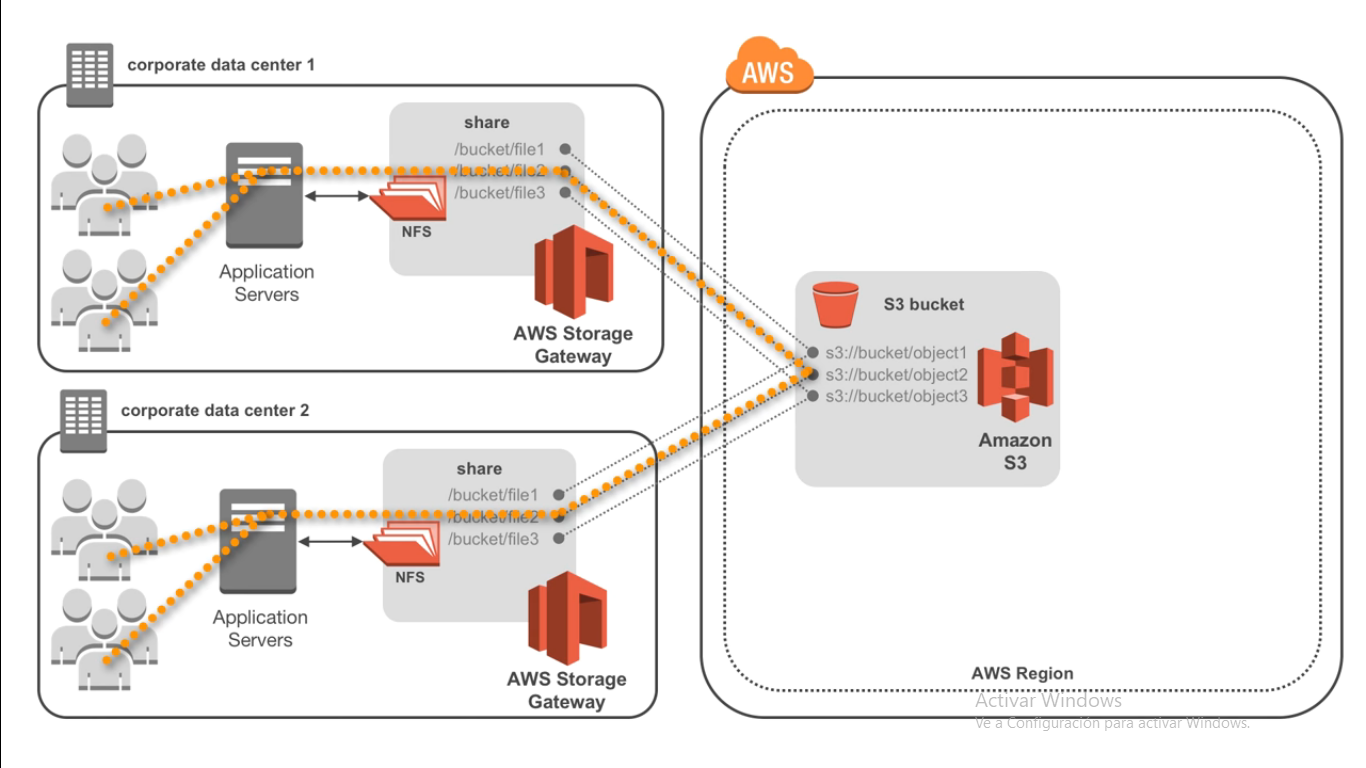 corporate data center 1
share
/bucket/file1
/bucket/file2
/bucket/file3
NFS
Application
Servers
AWS Storage
Gateway
corporate data center 2
share
/bucket/file1
/bucket/file2
/bucket/file3
NFS
Application
Servers
AWS Storage
Gateway
AWS
S3 bucket
s3://bucket/object1
s3://bucket/object2
s3://bucket/object3
Amazon
S3
AWS Region
Activar Windows
Ve a Configuración para activar Windows.